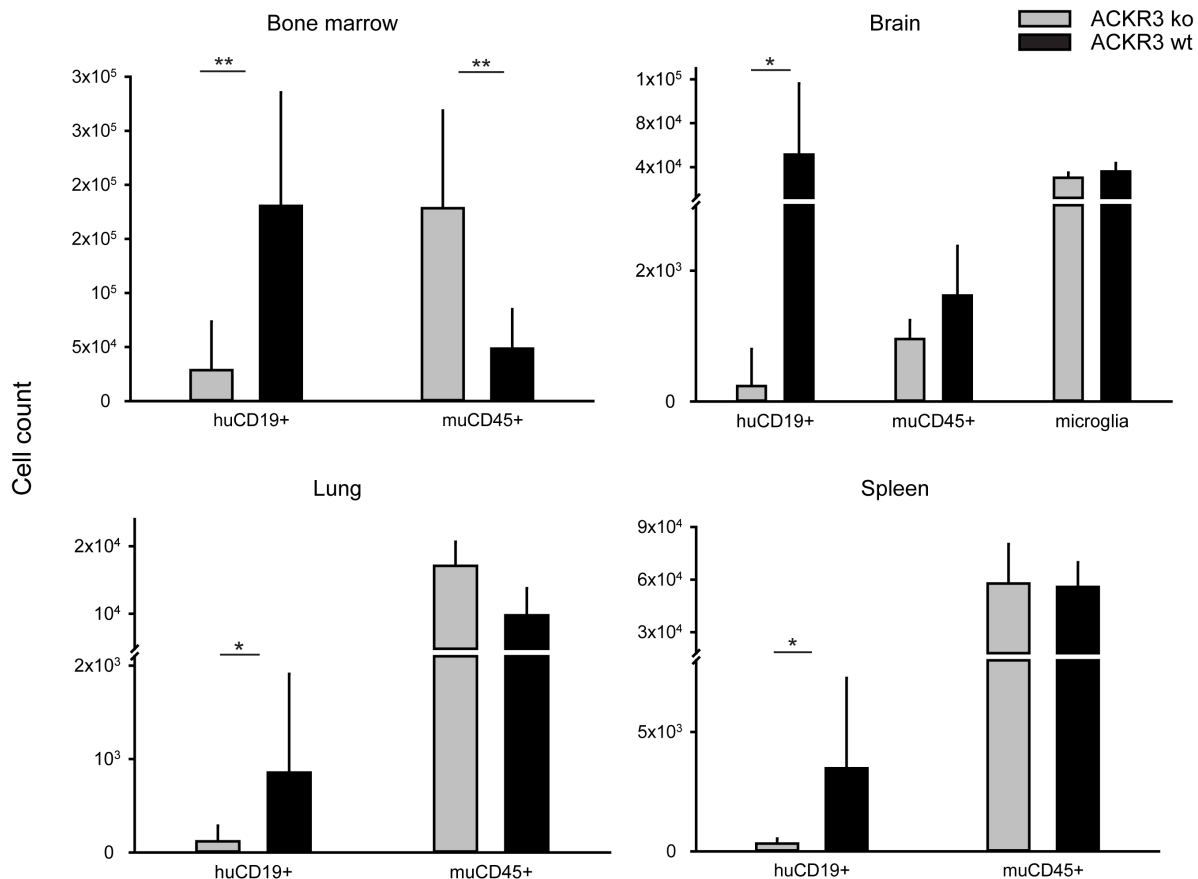 ACKR3 ko
ACKR3 wt
Cell count
Bone marrow
**
**
3x10⁵
3x10⁵
2x10⁵
2x10⁵
10⁵
5x10⁴
0
huCD19+ muCD45+
Brain
*
1x10⁵
8x10⁴
4x10⁴
2x10³
0
huCD19+ muCD45+ microglia
Lung
2x10⁴
10⁴
*
2x10³
10³
0
huCD19+ muCD45+
Spleen
9x10⁴
6x10⁴
3x10⁴
*
5x10³
0
huCD19+ muCD45+